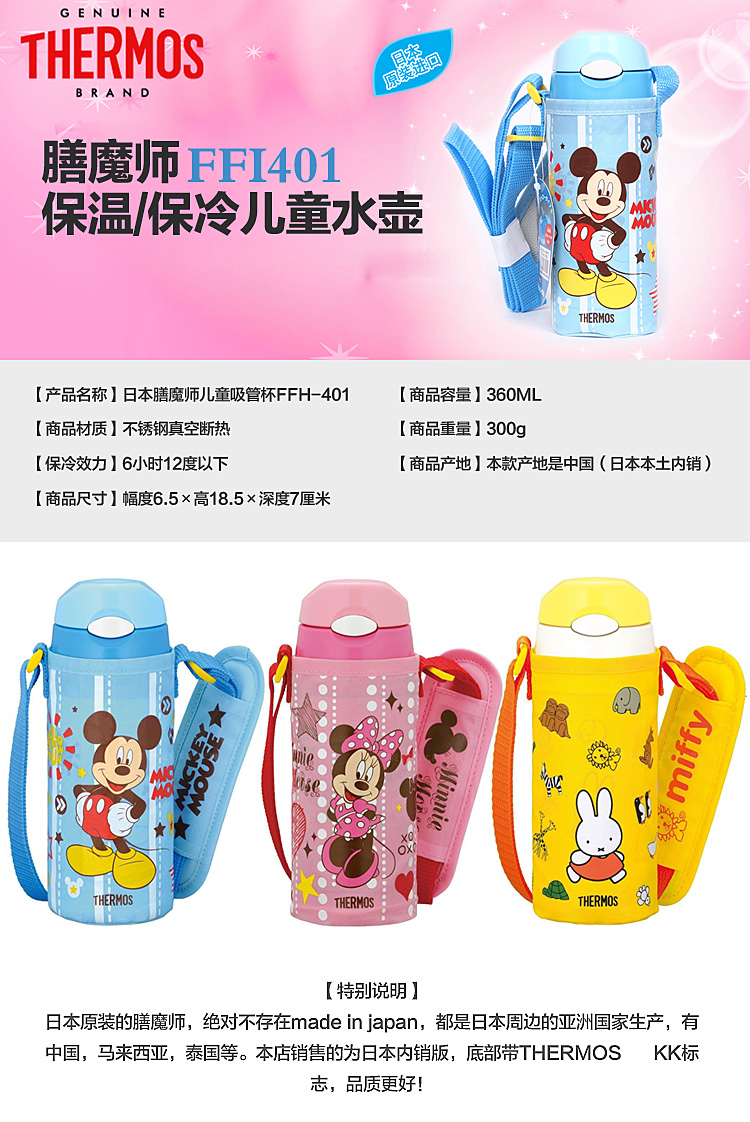 GENUINE
THERMOS
BRAND
日本
原装进口
膳魔师FFI401
保温/保冷儿童水壶
MICKEY
MOUSE
THERMOS
【产品名称】日本膳魔师儿童吸管杯FFH-401
【商品容量】360ML
【商品材质】不锈钢真空断热
【商品重量】300g
【保冷效力】6小时12度以下
【商品产地】本款产地是中国（日本本土内销）
【商品尺寸】幅度6.5×高18.5×深度7厘米
MICKEY
MOUSE
THERMOS
Minnie
Mouse
XO
OXO
THERMOS
miffy
THERMOS
【特别说明】
日本原装的膳魔师，绝对不存在made in japan，都是日本周边的亚洲国家生产，有
中国，马来西亚，泰国等。本店销售的为日本内销版，底部带THERMOS KK标
志，品质更好！